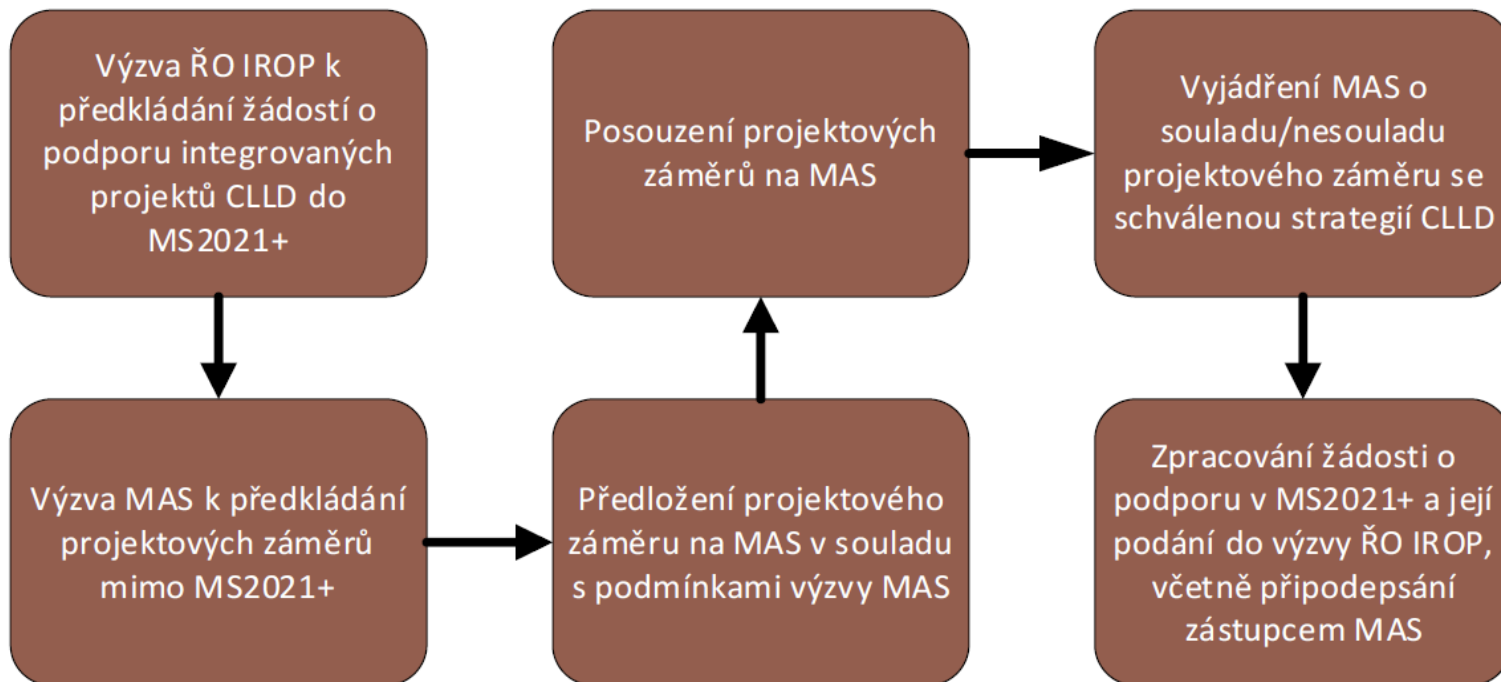 Výzva ŘO IROP k
předkládání žádostí o
podporu integrovaných
projektů CLLD do
MS2021+
Výzva MAS k předkládání
projektových záměrů
mimo MS2021+
Předložení projektového
záměru na MAS v souladu
s podmínkami výzvy MAS
Posouzení projektových
záměrů na MAS
Vyjádření MAS o
souladu/nesouladu
projektového záměru se
schválenou strategií CLLD
Zpracování žádosti o
podporu v MS2021+ a její
podání do výzvy ŘO IROP,
včetně připodepsání
zástupcem MAS